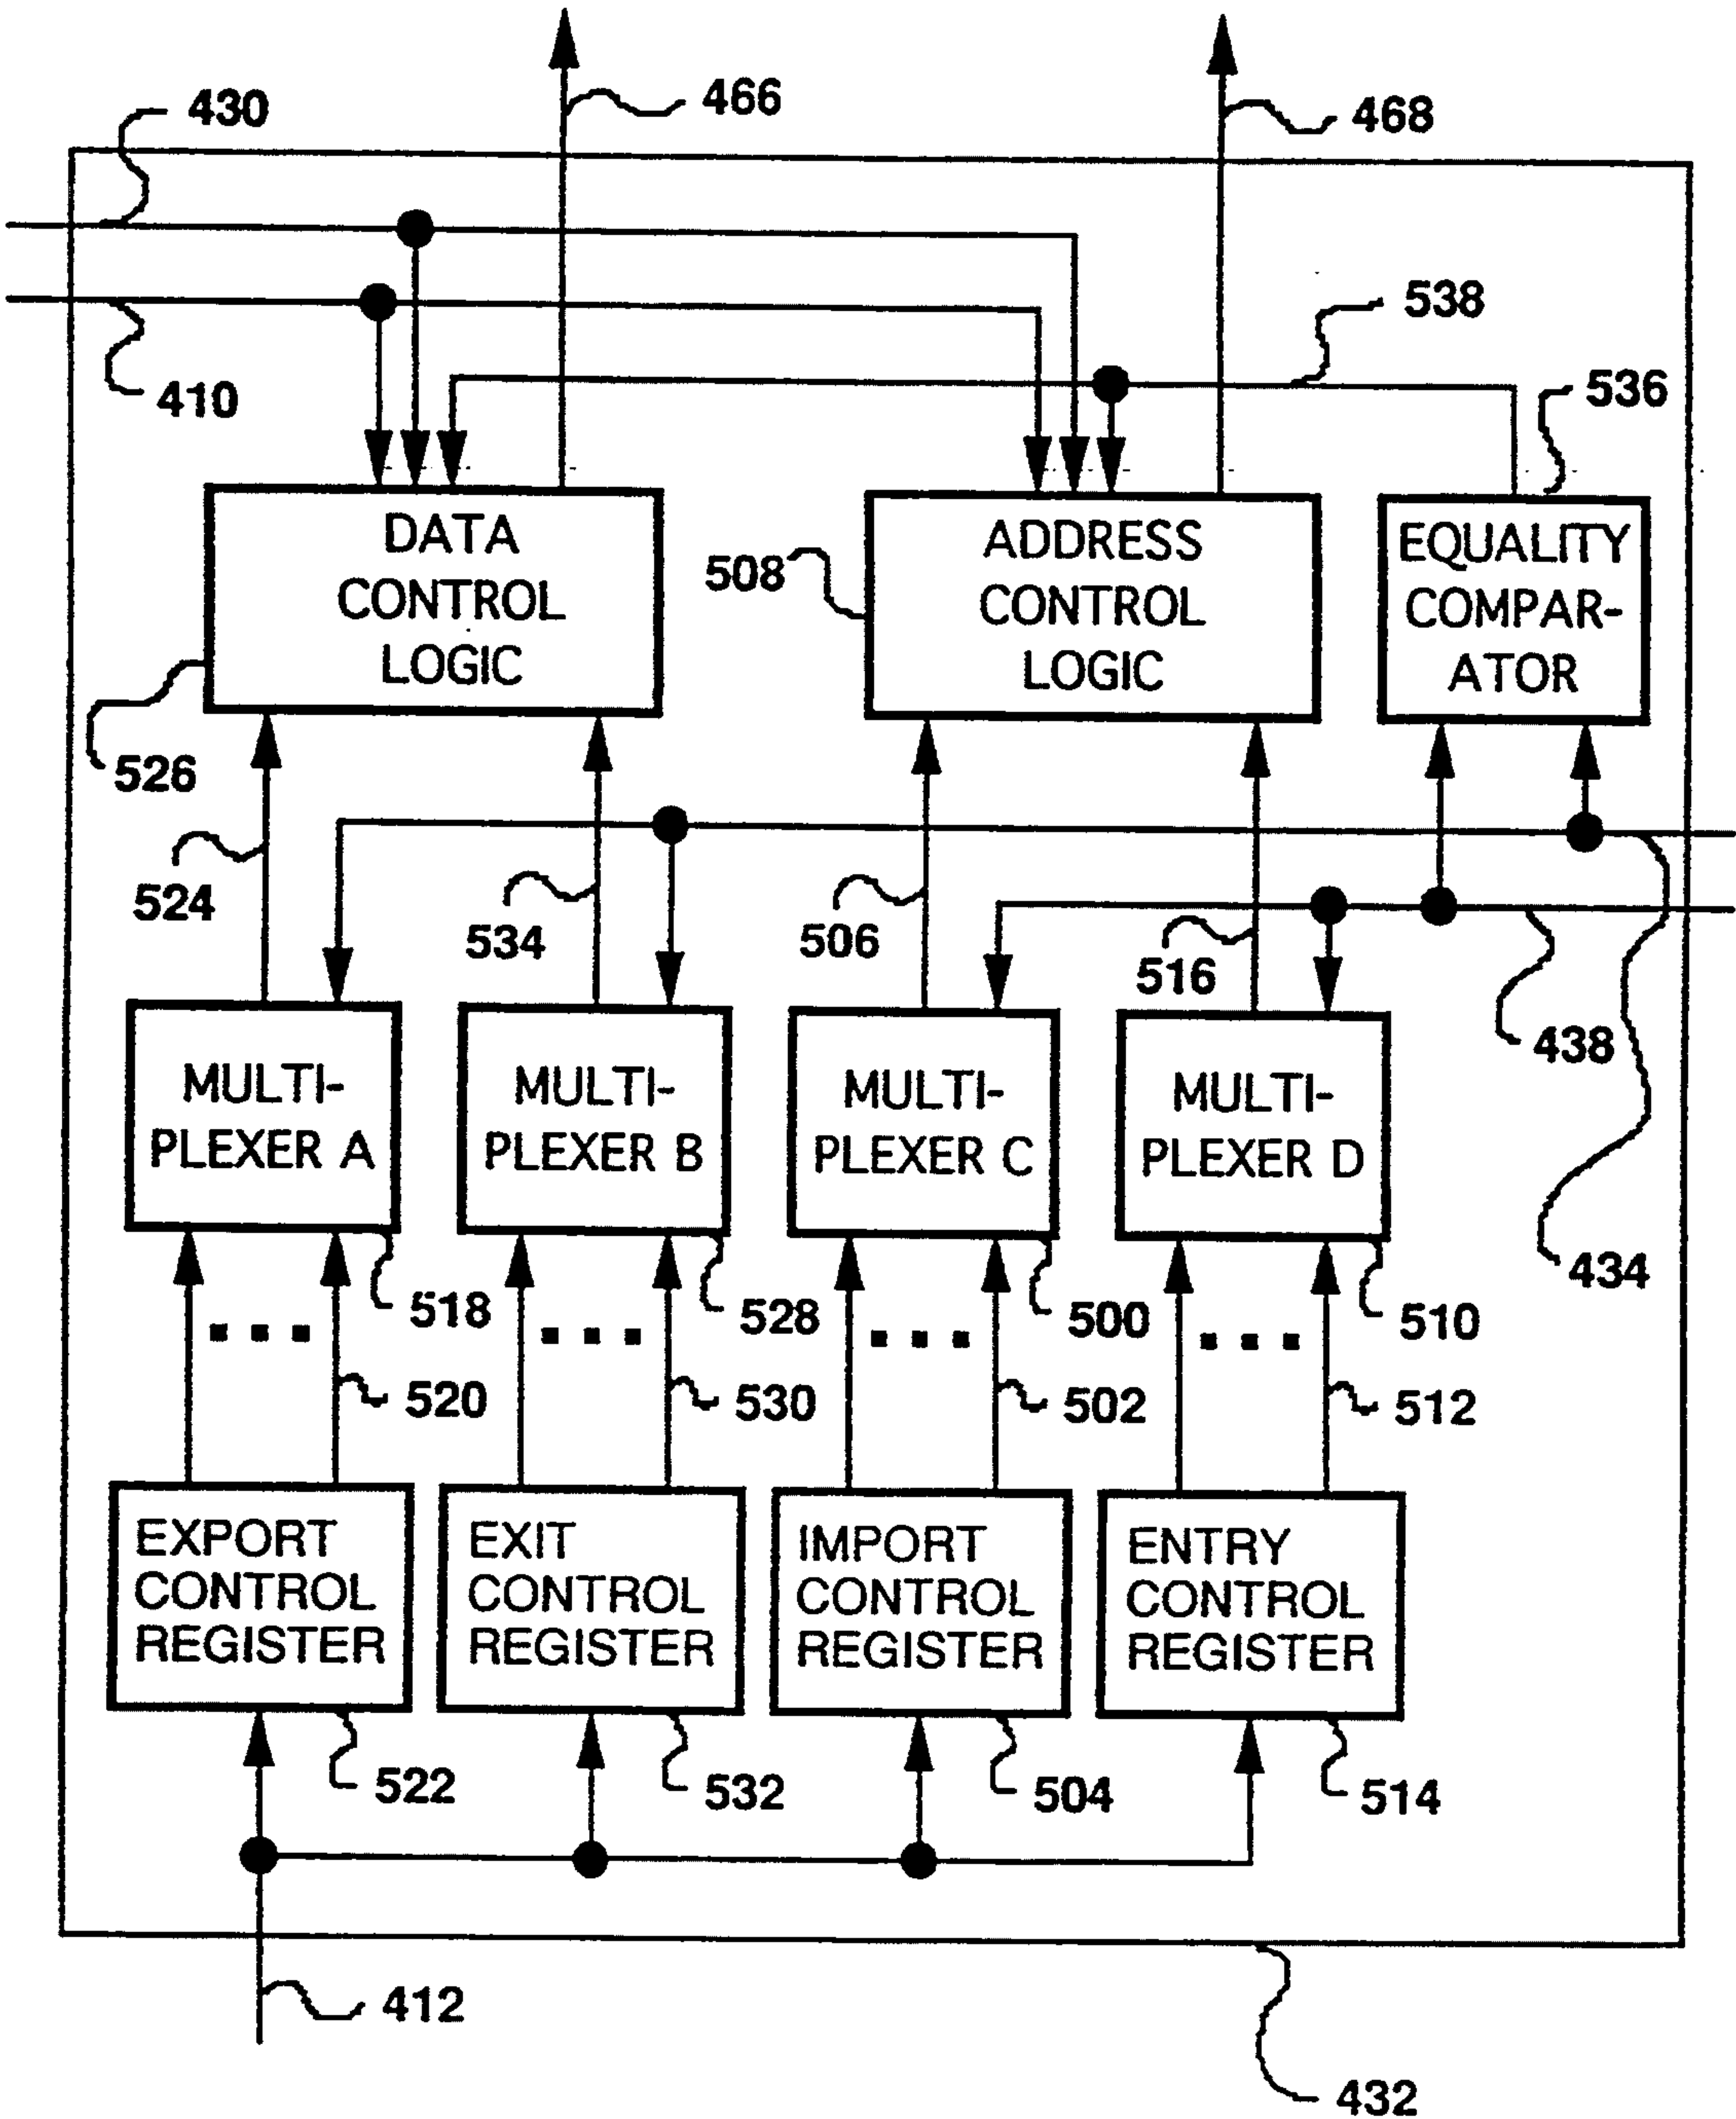 430
466
468
410
538
536
DATA
CONTROL
LOGIC
508
ADDRESS
CONTROL
LOGIC
EQUALITY
COMPAR-
ATOR
526
524
534
506
516
438
434
MULTI-
PLEXER A
MULTI-
PLEXER B
MULTI-
PLEXER C
MULTI-
PLEXER D
518
528
500
510
520
530
502
512
EXPORT
CONTROL
REGISTER
EXIT
CONTROL
REGISTER
IMPORT
CONTROL
REGISTER
ENTRY
CONTROL
REGISTER
522
532
504
514
412
432